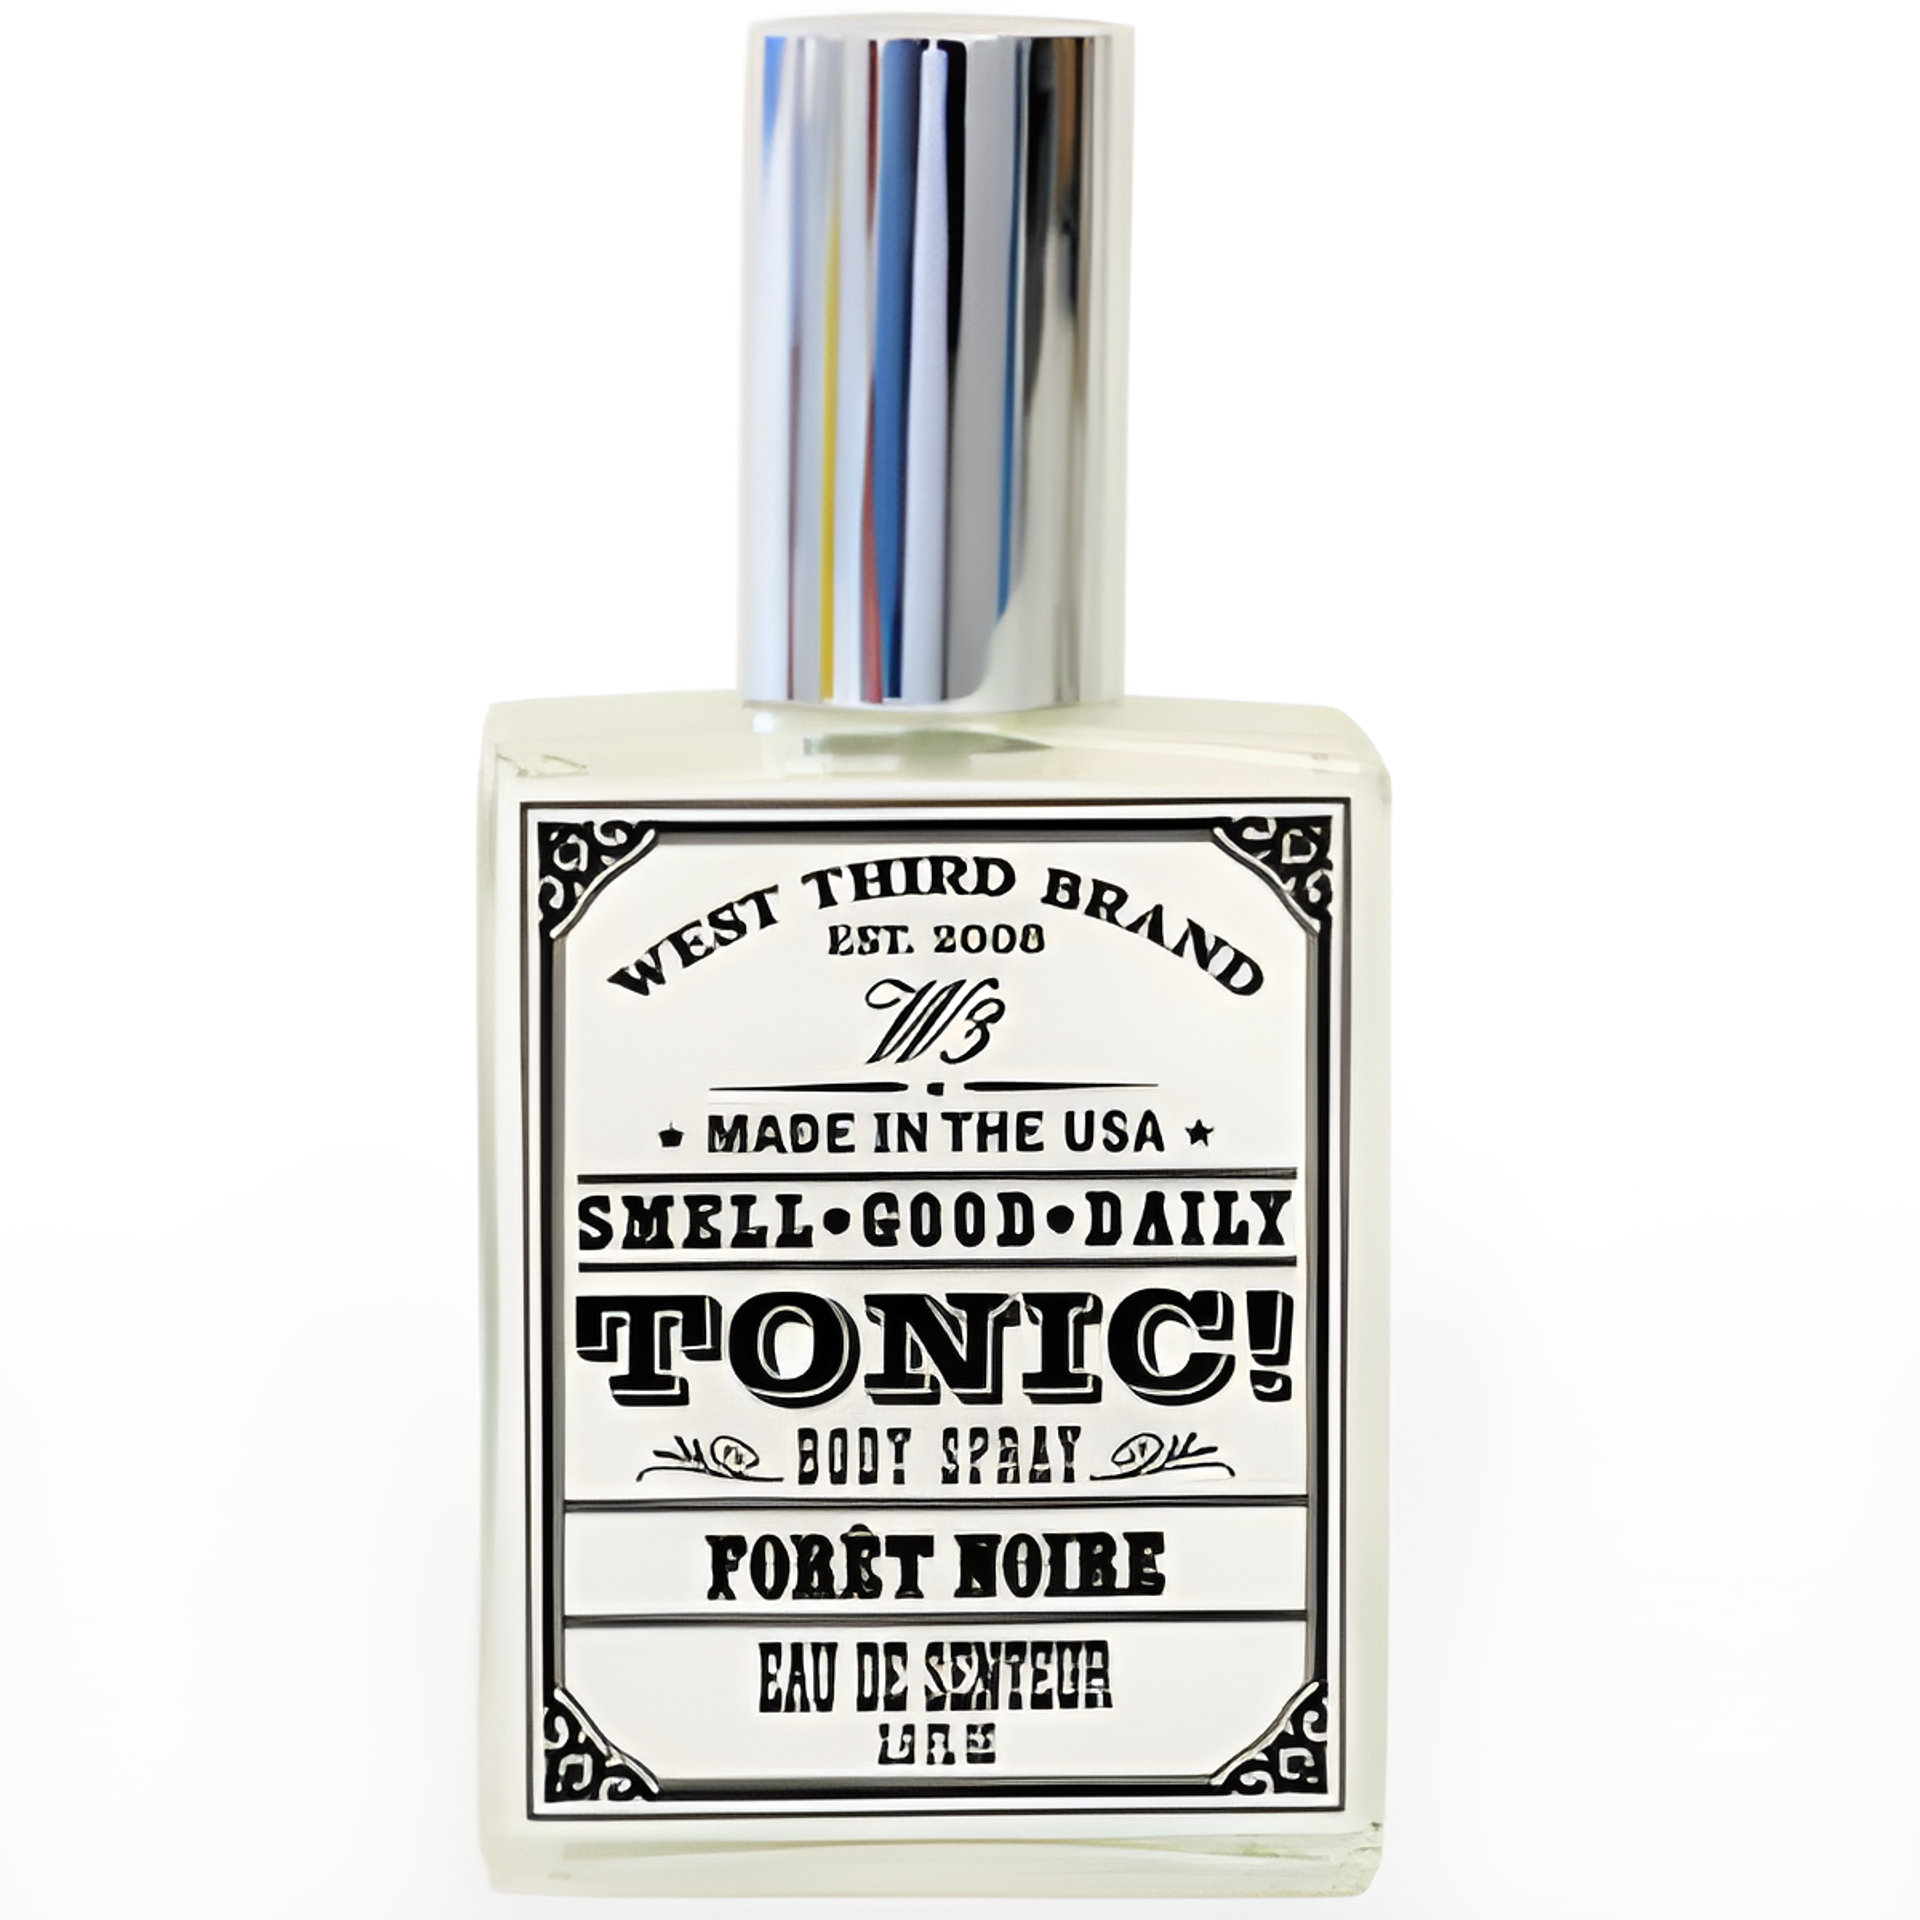 WEST THIRD BRAND
EST. 2008
W3
MADE IN THE USA
SMELL•GOOD•DAILY
TONIC!
BODY SPRAY
FORÊT NOIRE
EAU DE SENTEUR